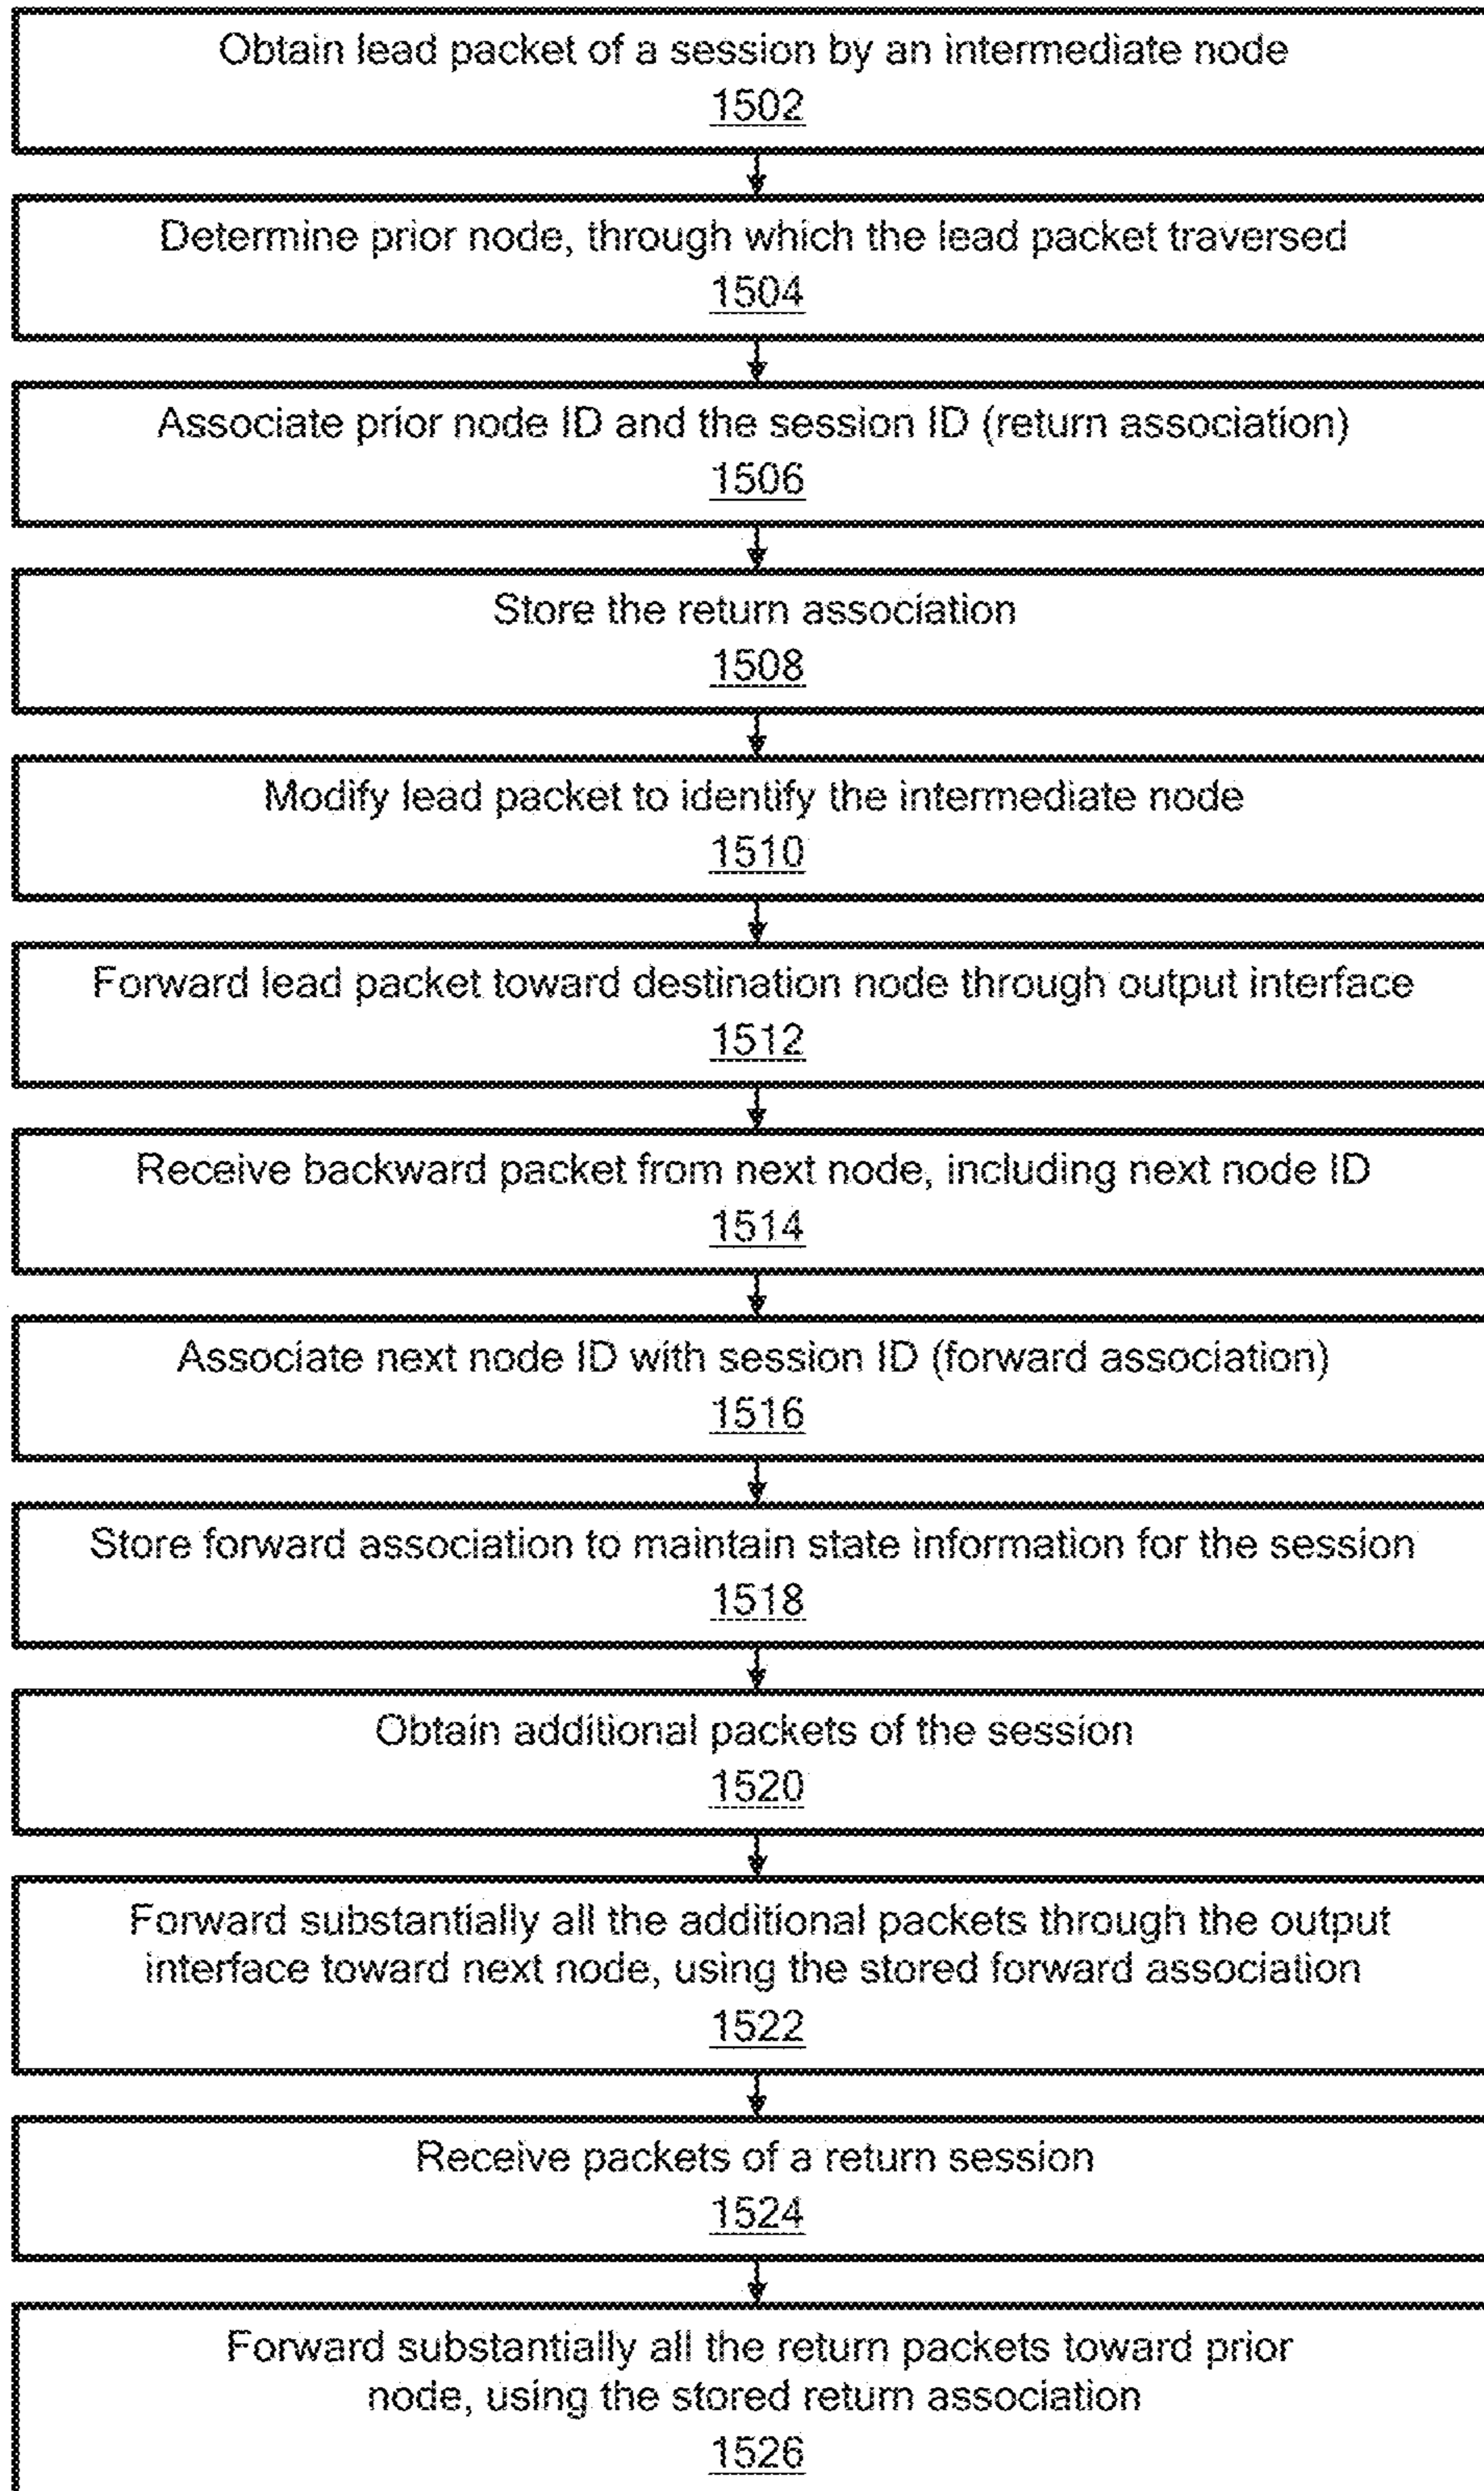 Obtain lead packet of a session by an intermediate node
1502
Determine prior node, through which the lead packet traversed
1504
Associate prior node ID and the session ID (return association)
1506
Store the return association
1508
Modify lead packet to identify the intermediate node
1510
Forward lead packet toward destination node through output interface
1512
Receive backward packet from next node, including next node ID
1514
Associate next node ID with session ID (forward association)
1516
Store forward association to maintain state information for the session
1518
Obtain additional packets of the session
1520
Forward substantially all the additional packets through the output
interface toward next node, using the stored forward association
1522
Receive packets of a return session
1524
Forward substantially all the return packets toward prior
node, using the stored return association
1526